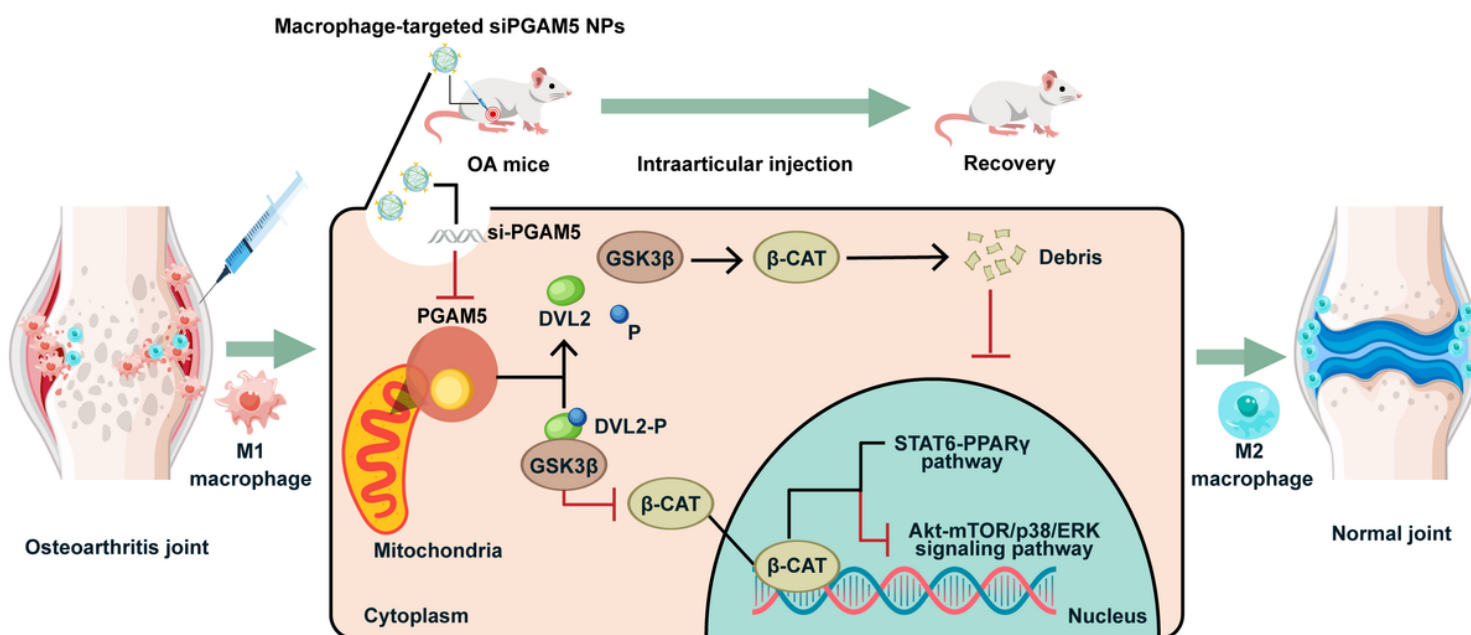 Macrophage-targeted siPGAM5 NPs
OA mice
Intraarticular injection
Recovery
si-PGAM5
PGAM5
GSK3β
β-CAT
Debris
DVL2
P
DVL2-P
GSK3β
β-CAT
STAT6-PPARγ
pathway
Akt-mTOR/p38/ERK
signaling pathway
β-CAT
Mitochondria
Cytoplasm
Nucleus
M1
macrophage
Osteoarthritis joint
M2
macrophage
Normal joint